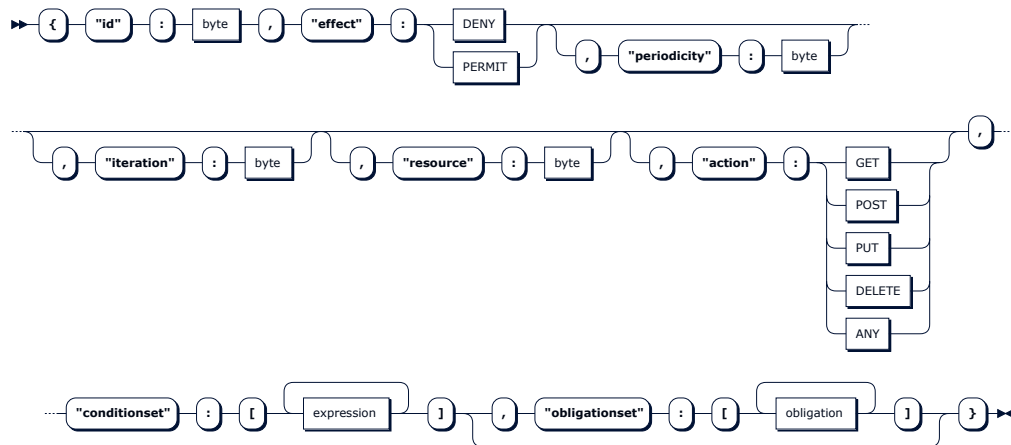 { "id" : byte , "effect" : DENY
PERMIT
, "periodicity" : byte
,
, "iteration" : byte , "resource" : byte , "action" : GET
POST
PUT
DELETE
ANY
"conditionset" : [ expression ] , "obligationset" : [ obligation ] }